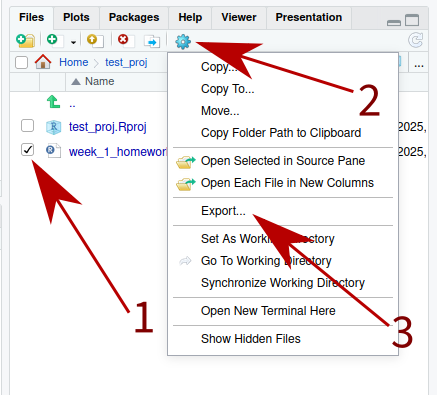 Files Plots Packages Help Viewer Presentation
Home test_proj ...
Name
..
test_proj.Rproj 2025,
week_1_homewor 2025,
Copy...
Copy To...
Move...
Copy Folder Path to Clipboard
Open Selected in Source Pane
Open Each File in New Columns
Export...
Set As Working Directory
Go To Working Directory
Synchronize Working Directory
Open New Terminal Here
Show Hidden Files
1
2
3